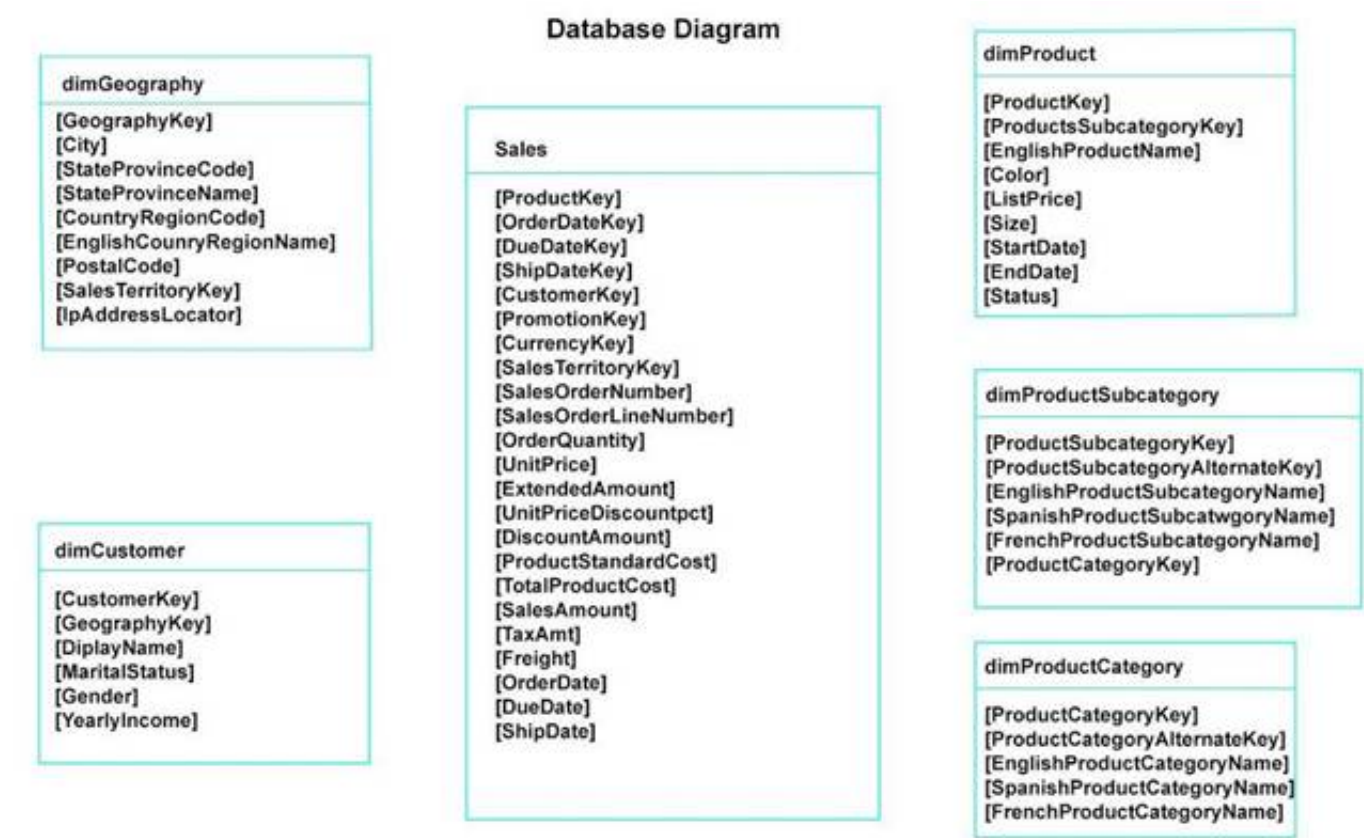 Database Diagram
dimGeography
[GeographyKey]
[City]
[StateProvinceCode]
[StateProvinceName]
[CountryRegionCode]
[EnglishCounryRegionName]
[PostalCode]
[SalesTerritoryKey]
[IpAddressLocator]
dimCustomer
[CustomerKey]
[GeographyKey]
[DiplayName]
[MaritalStatus]
[Gender]
[YearlyIncome]
Sales
[ProductKey]
[OrderDateKey]
[DueDateKey]
[ShipDateKey]
[CustomerKey]
[PromotionKey]
[CurrencyKey]
[SalesTerritoryKey]
[SalesOrderNumber]
[SalesOrderLineNumber]
[OrderQuantity]
[UnitPrice]
[ExtendedAmount]
[UnitPriceDiscountpct]
[DiscountAmount]
[ProductStandardCost]
[TotalProductCost]
[SalesAmount]
[TaxAmt]
[Freight]
[OrderDate]
[DueDate]
[ShipDate]
dimProduct
[ProductKey]
[ProductsSubcategoryKey]
[EnglishProductName]
[Color]
[ListPrice]
[Size]
[StartDate]
[EndDate]
[Status]
dimProductSubcategory
[ProductSubcategoryKey]
[ProductSubcategoryAlternateKey]
[EnglishProductSubcategoryName]
[SpanishProductSubcatwgoryName]
[FrenchProductSubcategoryName]
[ProductCategoryKey]
dimProductCategory
[ProductCategoryKey]
[ProductCategoryAlternateKey]
[EnglishProductCategoryName]
[SpanishProductCategoryName]
[FrenchProductCategoryName]